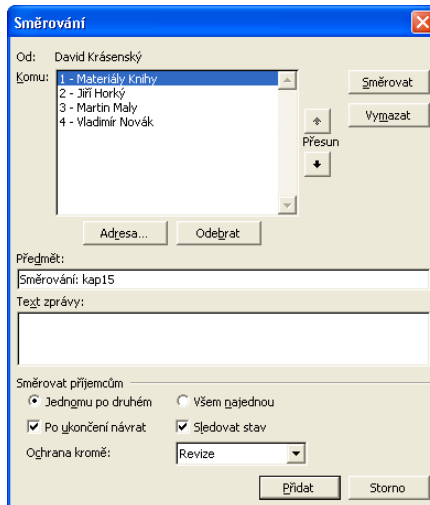 Směrování
Od: David Krásenský
Komu: 1 - Materiály Knihy
2 - Jiří Horký
3 - Martin Maly
4 - Vladimír Novák
Směrovat
Vymazat
Přesun
Adresa... Odebrat
Předmět:
Směrování: kap15
Text zprávy:
Směrovat příjemcům
Jednomu po druhém Všem najednou
Po ukončení návrat Sledovat stav
Ochrana kromě: Revize
Přidat Storno